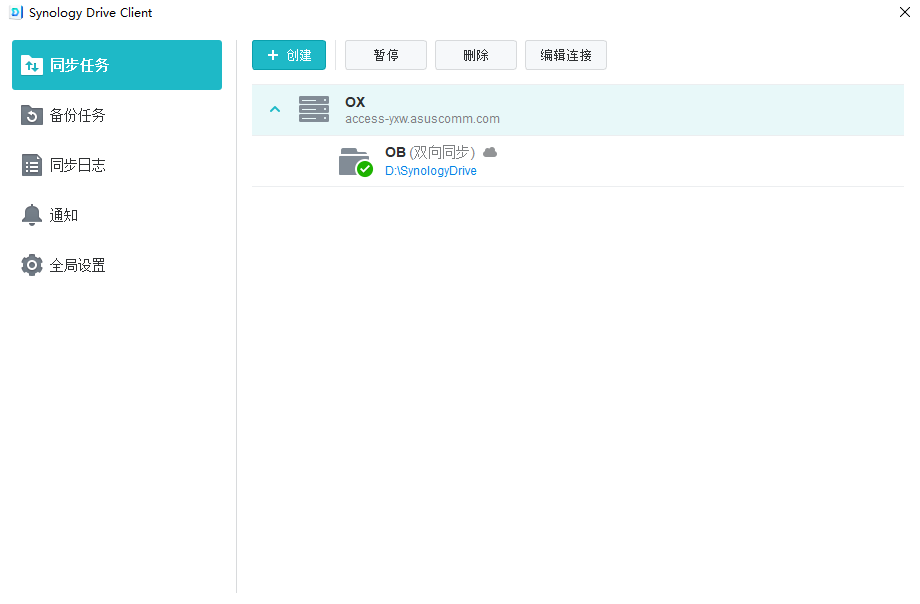 Synology Drive Client
同步任务
备份任务
同步日志
通知
全局设置
+ 创建
暂停
删除
编辑连接
OX
access-yxw.asuscomm.com
OB (双向同步)
D:\SynologyDrive